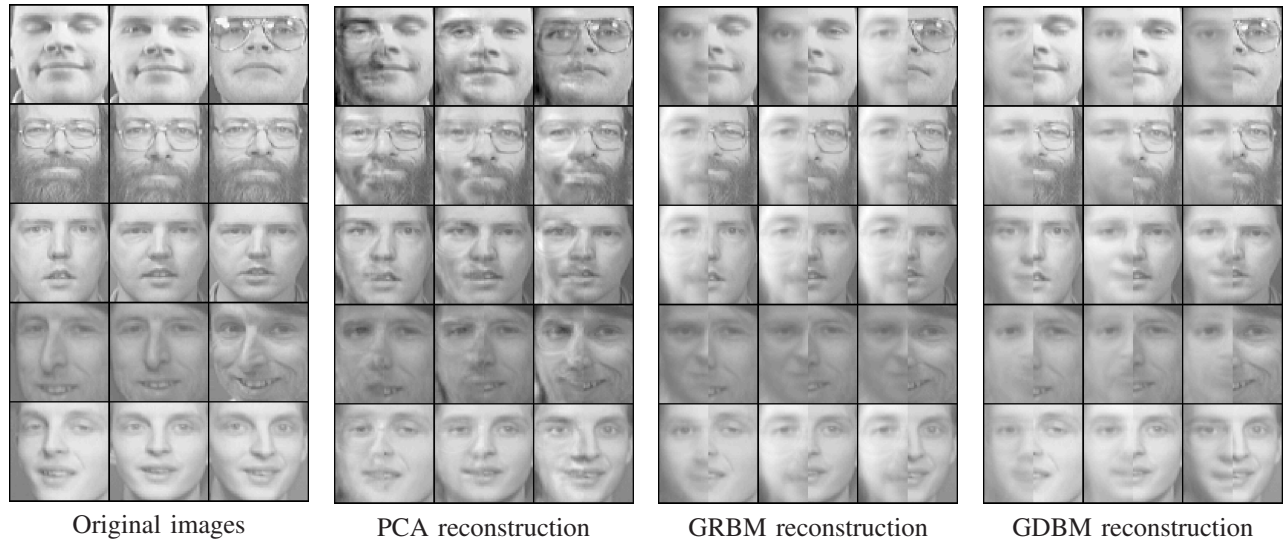 Original images
PCA reconstruction
GRBM reconstruction
GDBM reconstruction